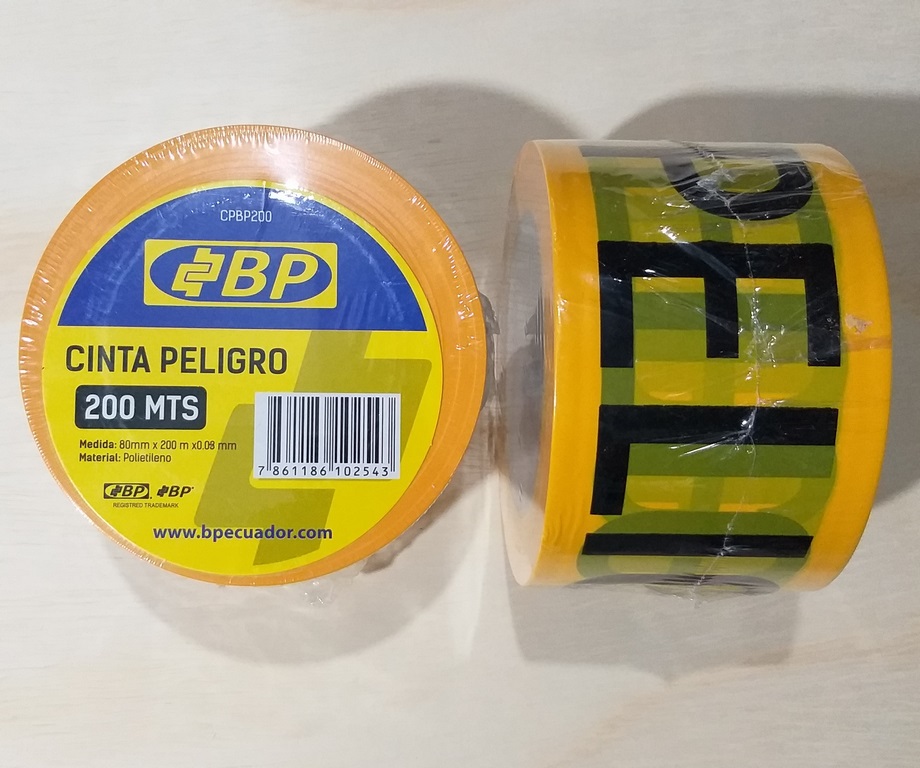 CPBP200
BP
CINTA PELIGRO
200 MTS
Medida: 80mm x 200 m x0.08 mm
Material: Polietileno
7 861186 102543
BP BP
REGISTRED TRADEMARK
www.bpecuador.com
PELI